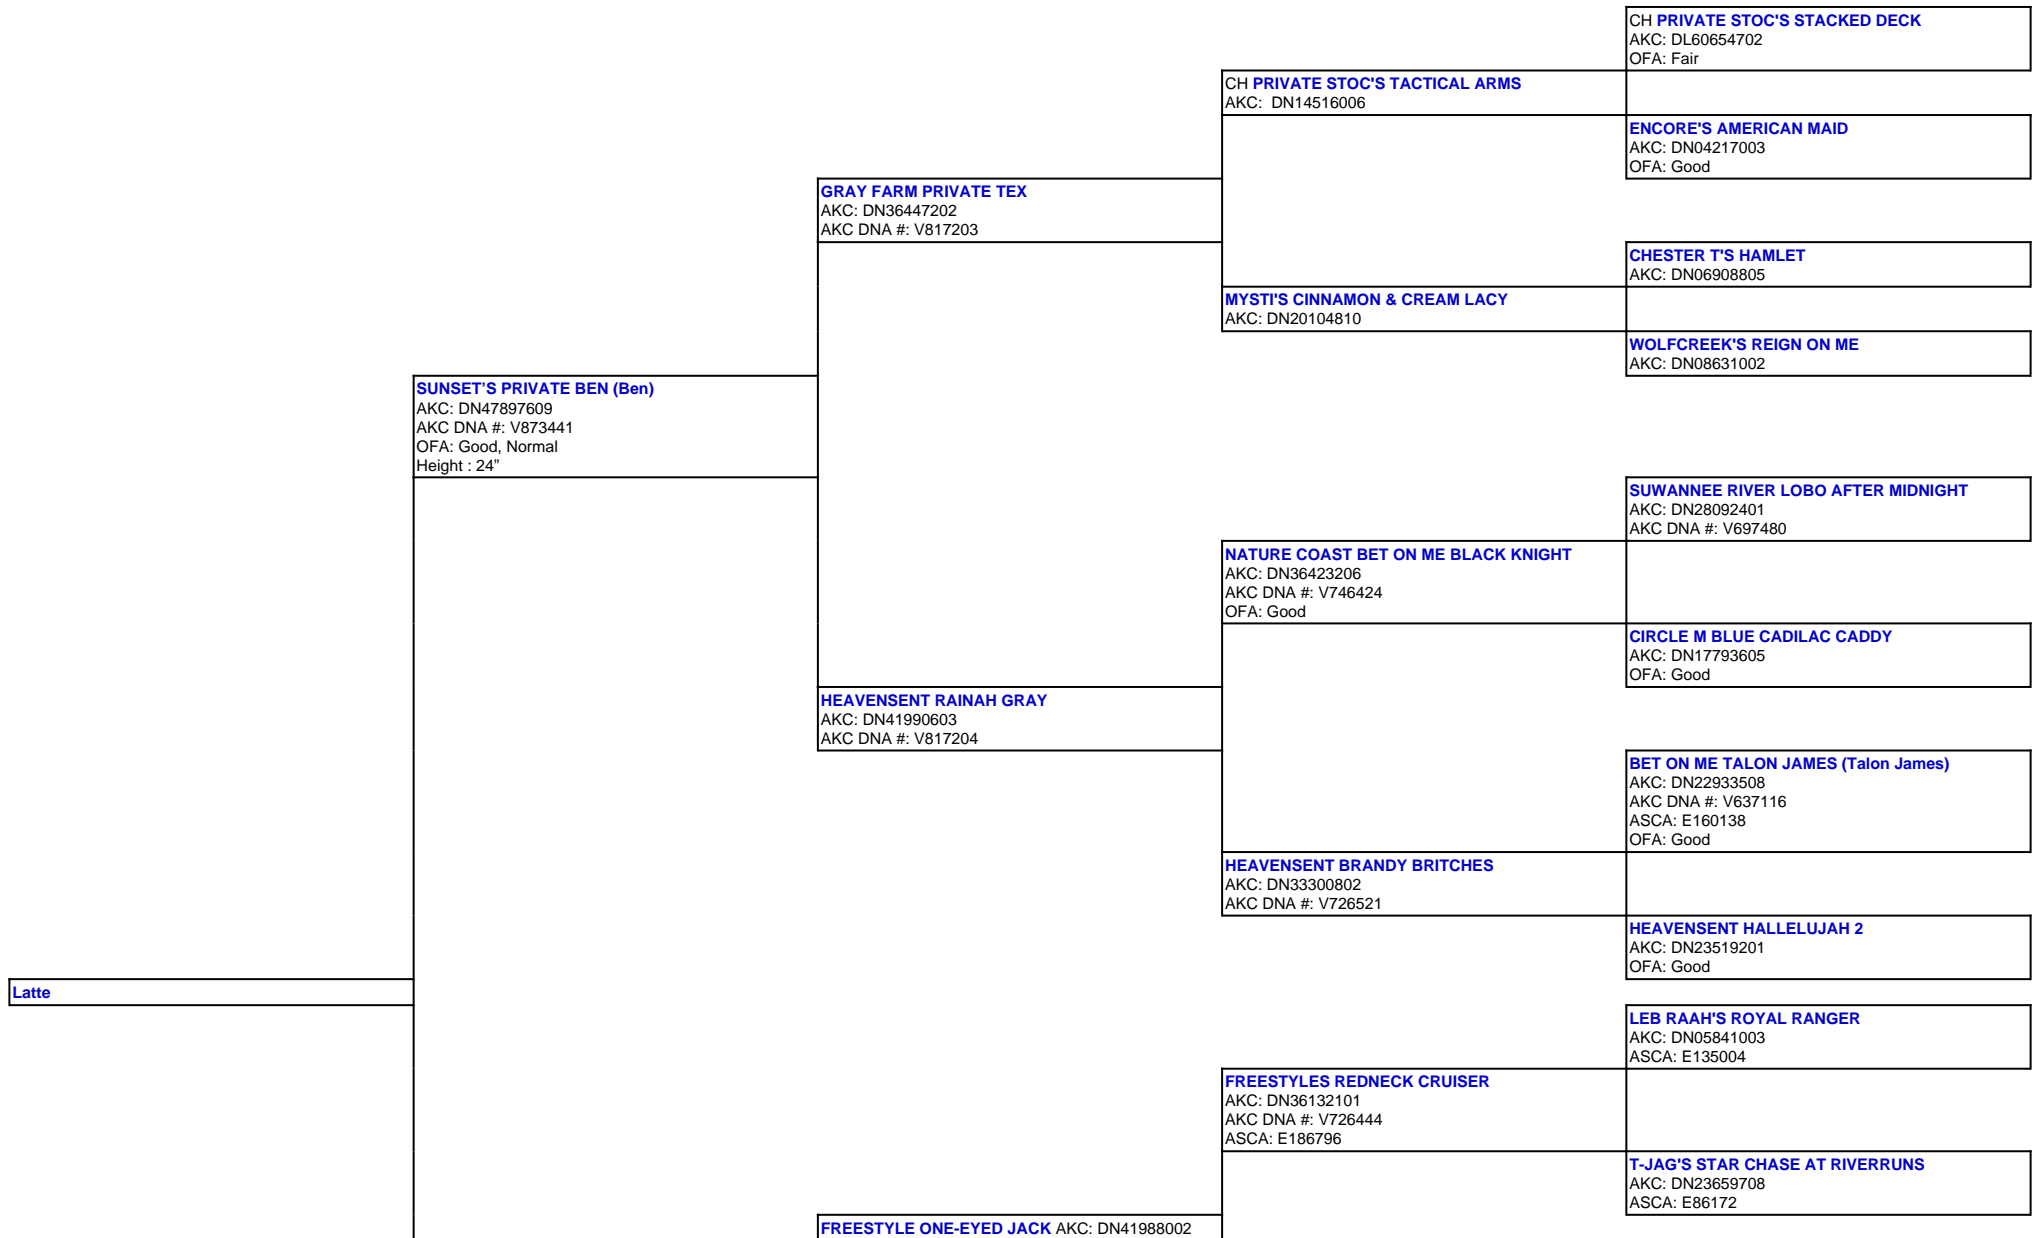 CH PRIVATE STOC'S STACKED DECK
AKC: DL60654702
OFA: Fair
CH PRIVATE STOC'S TACTICAL ARMS
AKC:  DN14516006
ENCORE'S AMERICAN MAID
AKC: DN04217003
OFA: Good
GRAY FARM PRIVATE TEX
AKC: DN36447202
AKC DNA #: V817203
CHESTER T'S HAMLET
AKC: DN06908805
MYSTI'S CINNAMON & CREAM LACY
AKC: DN20104810
WOLFCREEK'S REIGN ON ME
AKC: DN08631002
SUNSET’S PRIVATE BEN (Ben)
AKC: DN47897609
AKC DNA #: V873441
OFA: Good, Normal
Height : 24”
SUWANNEE RIVER LOBO AFTER MIDNIGHT
AKC: DN28092401
AKC DNA #: V697480
NATURE COAST BET ON ME BLACK KNIGHT
AKC: DN36423206
AKC DNA #: V746424
OFA: Good
CIRCLE M BLUE CADILAC CADDY
AKC: DN17793605
OFA: Good
HEAVENSENT RAINAH GRAY
AKC: DN41990603
AKC DNA #: V817204
BET ON ME TALON JAMES (Talon James)
AKC: DN22933508
AKC DNA #: V637116
ASCA: E160138
OFA: Good
HEAVENSENT BRANDY BRITCHES
AKC: DN33300802
AKC DNA #: V726521
HEAVENSENT HALLELUJAH 2
AKC: DN23519201
OFA: Good
Latte
LEB RAAH'S ROYAL RANGER
AKC: DN05841003
ASCA: E135004
FREESTYLES REDNECK CRUISER
AKC: DN36132101
AKC DNA #: V726444
ASCA: E186796
T-JAG'S STAR CHASE AT RIVERRUNS
AKC: DN23659708
ASCA: E86172
FREESTYLE ONE-EYED JACK AKC: DN41988002